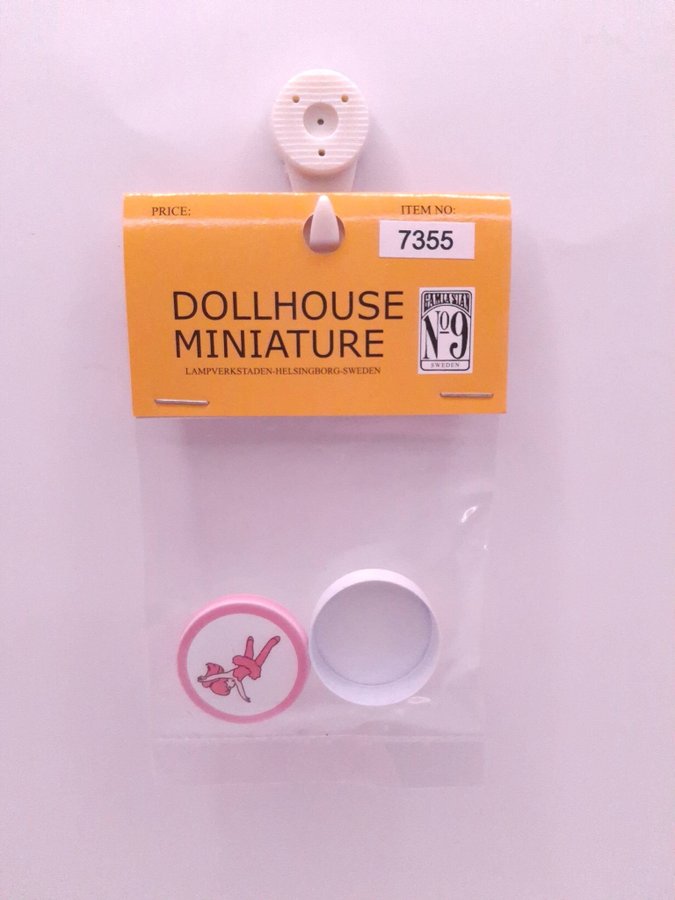 PRICE:
ITEM NO:
7355
DOLLHOUSE
MINIATURE
LAMPVERKSTADEN-HELSINGBORG-SWEDEN
GAMLA STAN
No9
SWEDEN